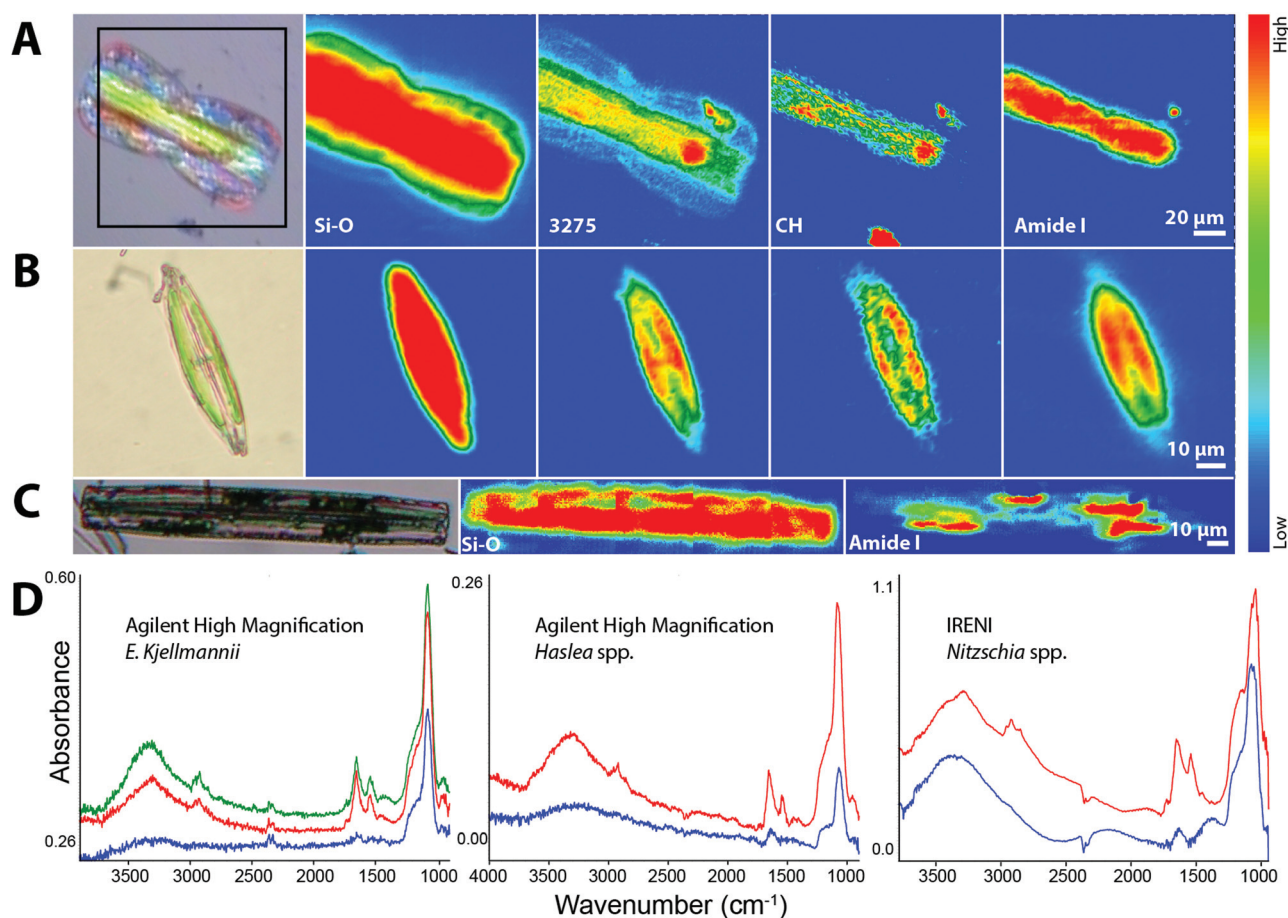 A
Si-O
3275
CH
Amide I
20 µm
High
B
10 µm
C
Si-O
Amide I
10 µm
Low
D
Absorbance
0.60
0.26
Agilent High Magnification
E. Kjellmannii
3500 3000 2500 2000 1500 1000
0.26
0.00
Agilent High Magnification
Haslea spp.
4000 3500 3000 2500 2000 1500 1000
1.1
0.0
IRENI
Nitzschia spp.
3500 3000 2500 2000 1500 1000
Wavenumber (cm⁻¹)